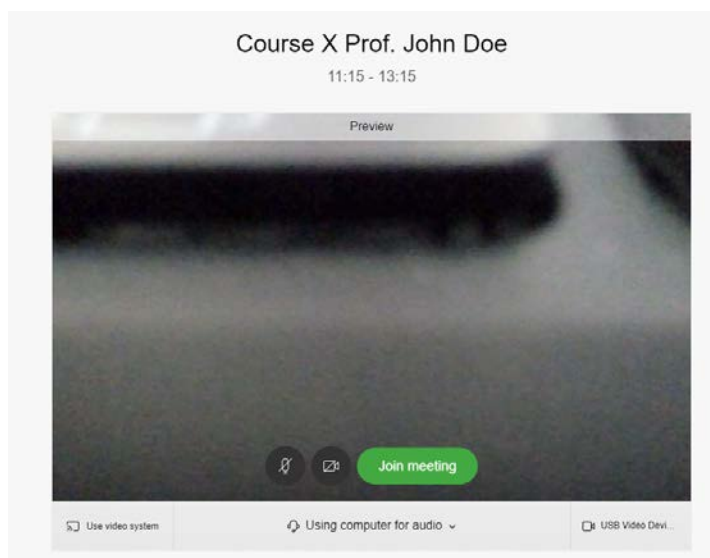 Course X Prof. John Doe
11:15 - 13:15
Preview
Join meeting
Use video system
Using computer for audio
USB Video Devi...